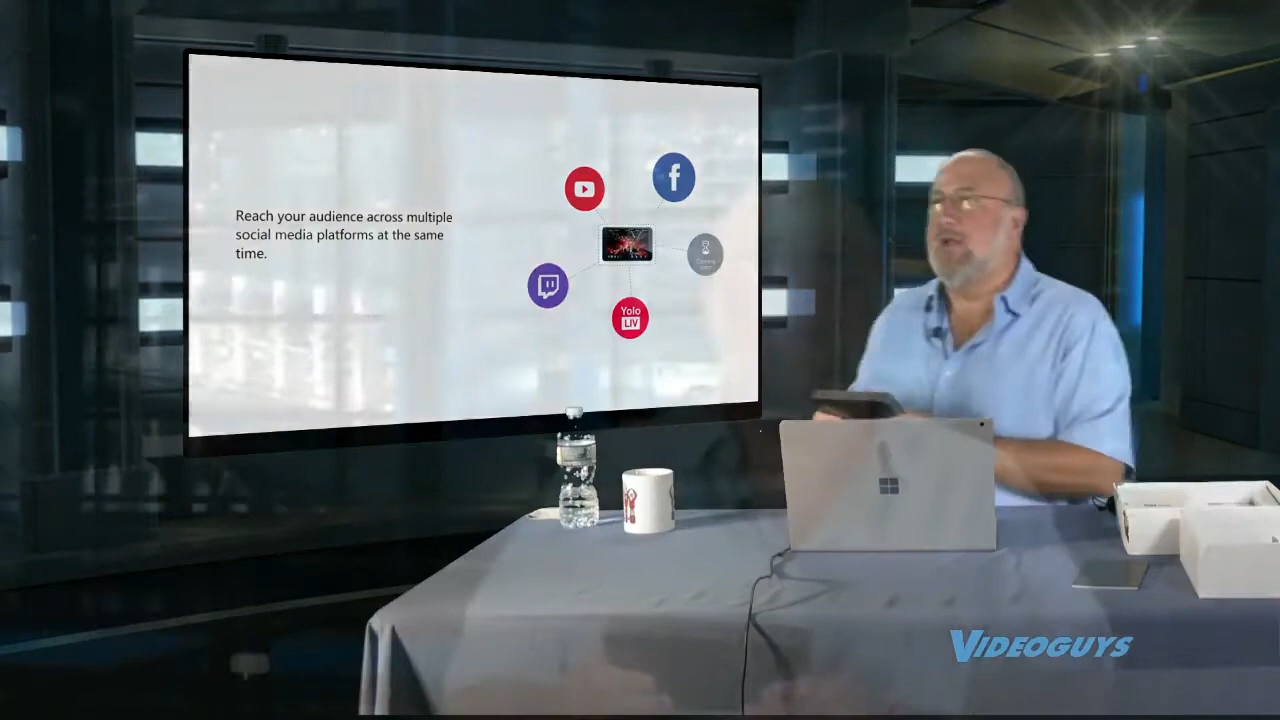 Reach your audience across multiple
social media platforms at the same
time.
f
Yolo
LIV
VIDEOGUYS